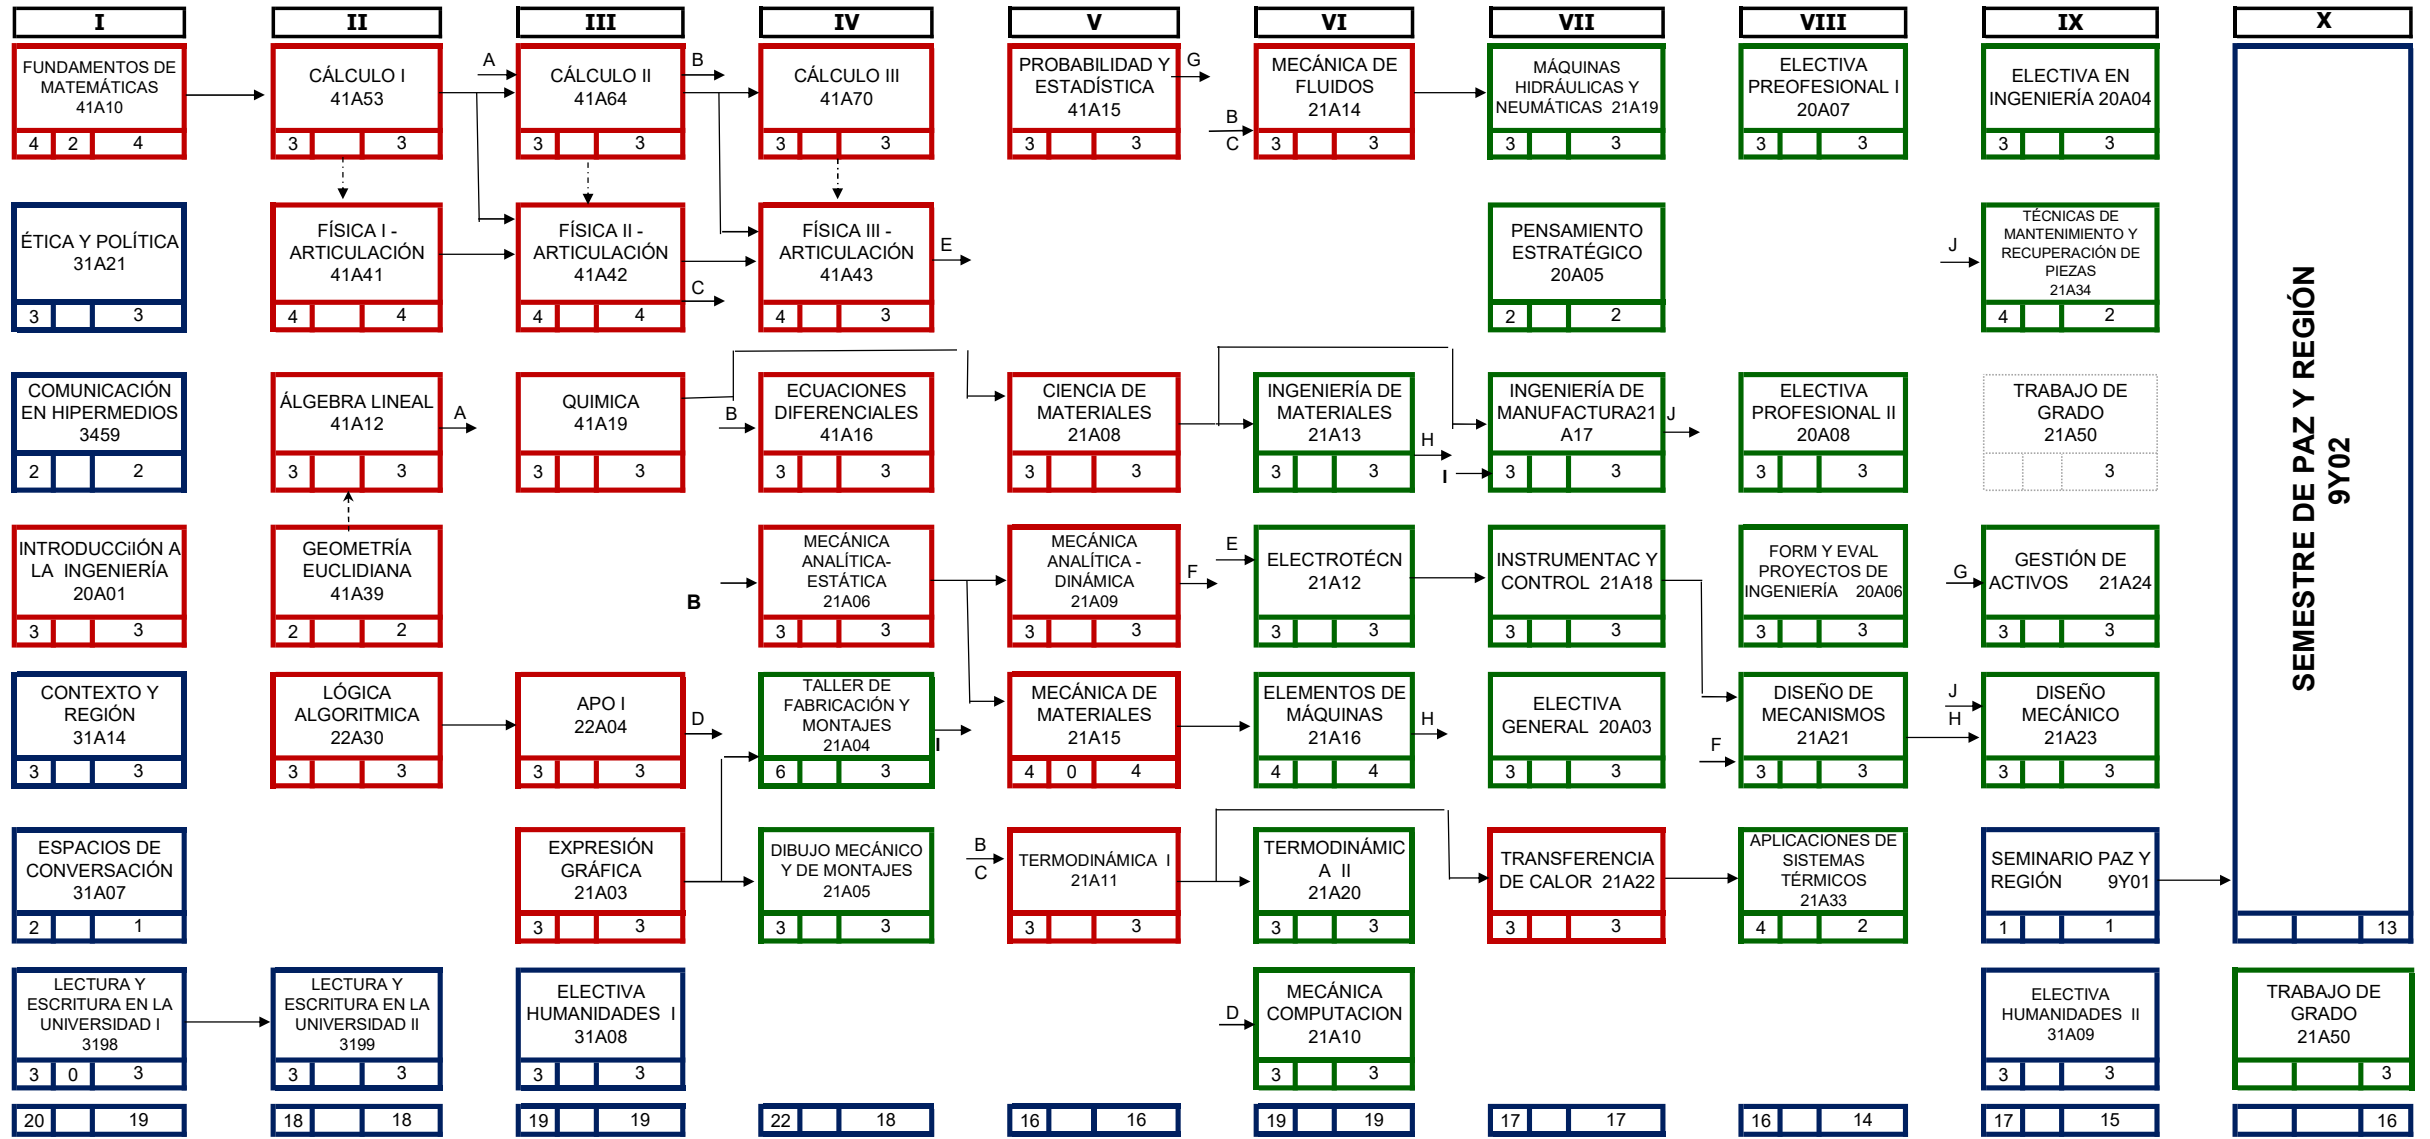 I
FUNDAMENTOS DE
MATEMÁTICAS
41A10
4 2 4
ÉTICA Y POLÍTICA
31A21
3 3
COMUNICACIÓN
EN HIPERMEDIOS
3459
2 2
INTRODUCCiIÓN A
LA INGENIERÍA
20A01
3 3
CONTEXTO Y
REGIÓN
31A14
3 3
ESPACIOS DE
CONVERSACIÓN
31A07
2 1
LECTURA Y
ESCRITURA EN LA
UNIVERSIDAD I
3198
3 0 3
20 19
II
CÁLCULO I
41A53
3 3
A
FÍSICA I -
ARTICULACIÓN
41A41
4 4
ÁLGEBRA LINEAL
41A12
3 3
A
GEOMETRÍA
EUCLIDIANA
41A39
2 2
LÓGICA
ALGORITMICA
22A30
3 3
LECTURA Y
ESCRITURA EN LA
UNIVERSIDAD II
3199
3 3
18 18
III
CÁLCULO II
41A64
3 3
B
FÍSICA II -
ARTICULACIÓN
41A42
4 4
C
QUIMICA
41A19
3 3
B
B
APO I
22A04
3 3
D
EXPRESIÓN
GRÁFICA
21A03
3 3
ELECTIVA
HUMANIDADES I
31A08
3 3
19 19
IV
CÁLCULO III
41A70
3 3
FÍSICA III -
ARTICULACIÓN
41A43
4 3
E
ECUACIONES
DIFERENCIALES
41A16
3 3
MECÁNICA
ANALÍTICA-
ESTÁTICA
21A06
3 3
TALLER DE
FABRICACIÓN Y
MONTAJES
21A04
6 3
I
DIBUJO MECÁNICO
Y DE MONTAJES
21A05
3 3
B
C
22 18
V
PROBABILIDAD Y
ESTADÍSTICA
41A15
3 3
G
B
C
CIENCIA DE
MATERIALES
21A08
3 3
MECÁNICA
ANALÍTICA -
DINÁMICA
21A09
3 3
F
E
MECÁNICA DE
MATERIALES
21A15
4 0 4
TERMODINÁMICA I
21A11
3 3
D
16 16
VI
MECÁNICA DE
FLUIDOS
21A14
3 3
INGENIERÍA DE
MATERIALES
21A13
3 3
H
I
ELECTROTÉCN
21A12
3 3
ELEMENTOS DE
MÁQUINAS
21A16
4 4
H
TERMODINÁMIC
A II
21A20
3 3
MECÁNICA
COMPUTACION
21A10
3 3
19 19
VII
MÁQUINAS
HIDRÁULICAS Y
NEUMÁTICAS 21A19
3 3
PENSAMIENTO
ESTRATÉGICO
20A05
2 2
INGENIERÍA DE
MANUFACTURA21
A17
3 3
J
INSTRUMENTAC Y
CONTROL 21A18
3 3
ELECTIVA
GENERAL 20A03
3 3
F
TRANSFERENCIA
DE CALOR 21A22
3 3
17 17
VIII
ELECTIVA
PREOFESIONAL I
20A07
3 3
J
ELECTIVA
PROFESIONAL II
20A08
3 3
FORM Y EVAL
PROYECTOS DE
INGENIERÍA 20A06
3 3
G
DISEÑO DE
MECANISMOS
21A21
3 3
J
H
APLICACIONES DE
SISTEMAS
TÉRMICOS
21A33
4 2
16 14
IX
ELECTIVA EN
INGENIERÍA 20A04
3 3
TÉCNICAS DE
MANTENIMIENTO Y
RECUPERACIÓN DE
PIEZAS
21A34
4 2
TRABAJO DE
GRADO
21A50
3
GESTIÓN DE
ACTIVOS 21A24
3 3
DISEÑO
MECÁNICO
21A23
3 3
SEMINARIO PAZ Y
REGIÓN 9Y01
1 1
ELECTIVA
HUMANIDADES II
31A09
3 3
17 15
X
SEMESTRE DE PAZ Y REGIÓN
9Y02
13
TRABAJO DE
GRADO
21A50
3
16